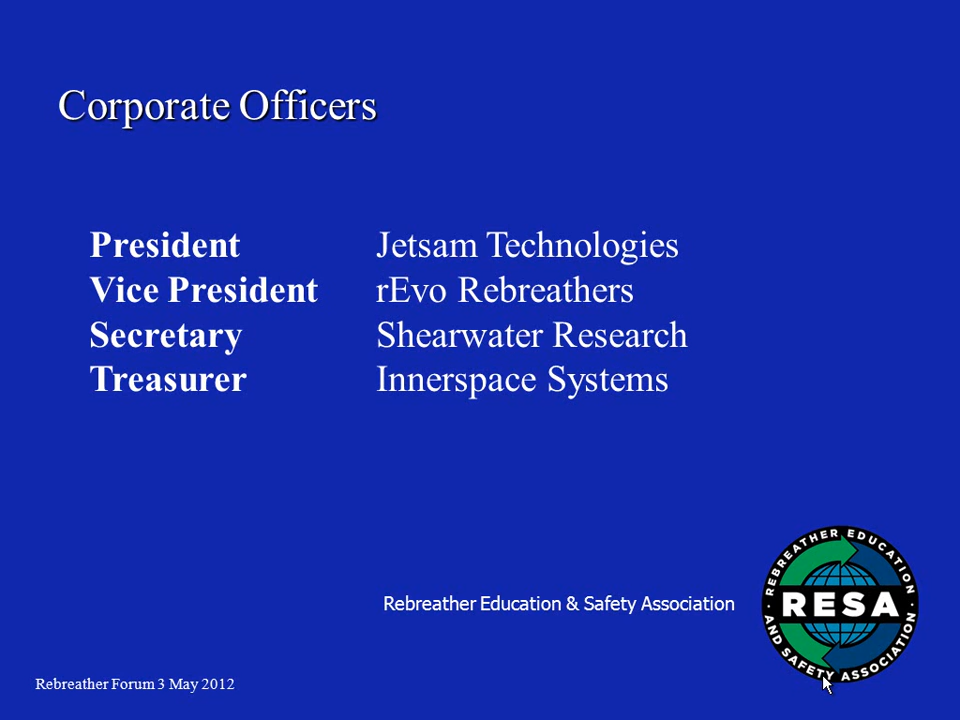 Corporate Officers
President Jetsam Technologies
Vice President rEvo Rebreathers
Secretary Shearwater Research
Treasurer Innerspace Systems
Rebreather Education & Safety Association
REBREATHER EDUCATION
RESA
AND SAFETY ASSOCIATION
Rebreather Forum 3 May 2012